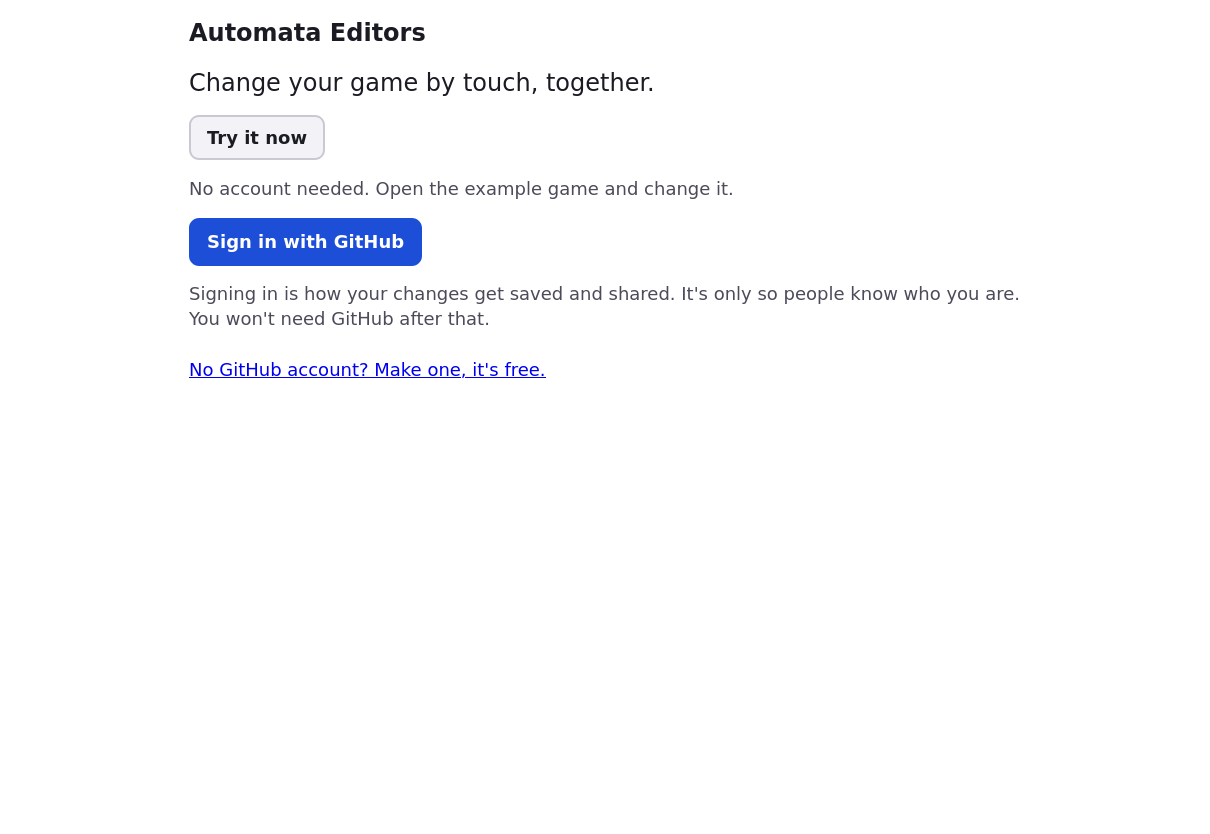 Automata Editors
Change your game by touch, together.
Try it now
No account needed. Open the example game and change it.
Sign in with GitHub
Signing in is how your changes get saved and shared. It's only so people know who you are.
You won't need GitHub after that.
No GitHub account? Make one, it's free.